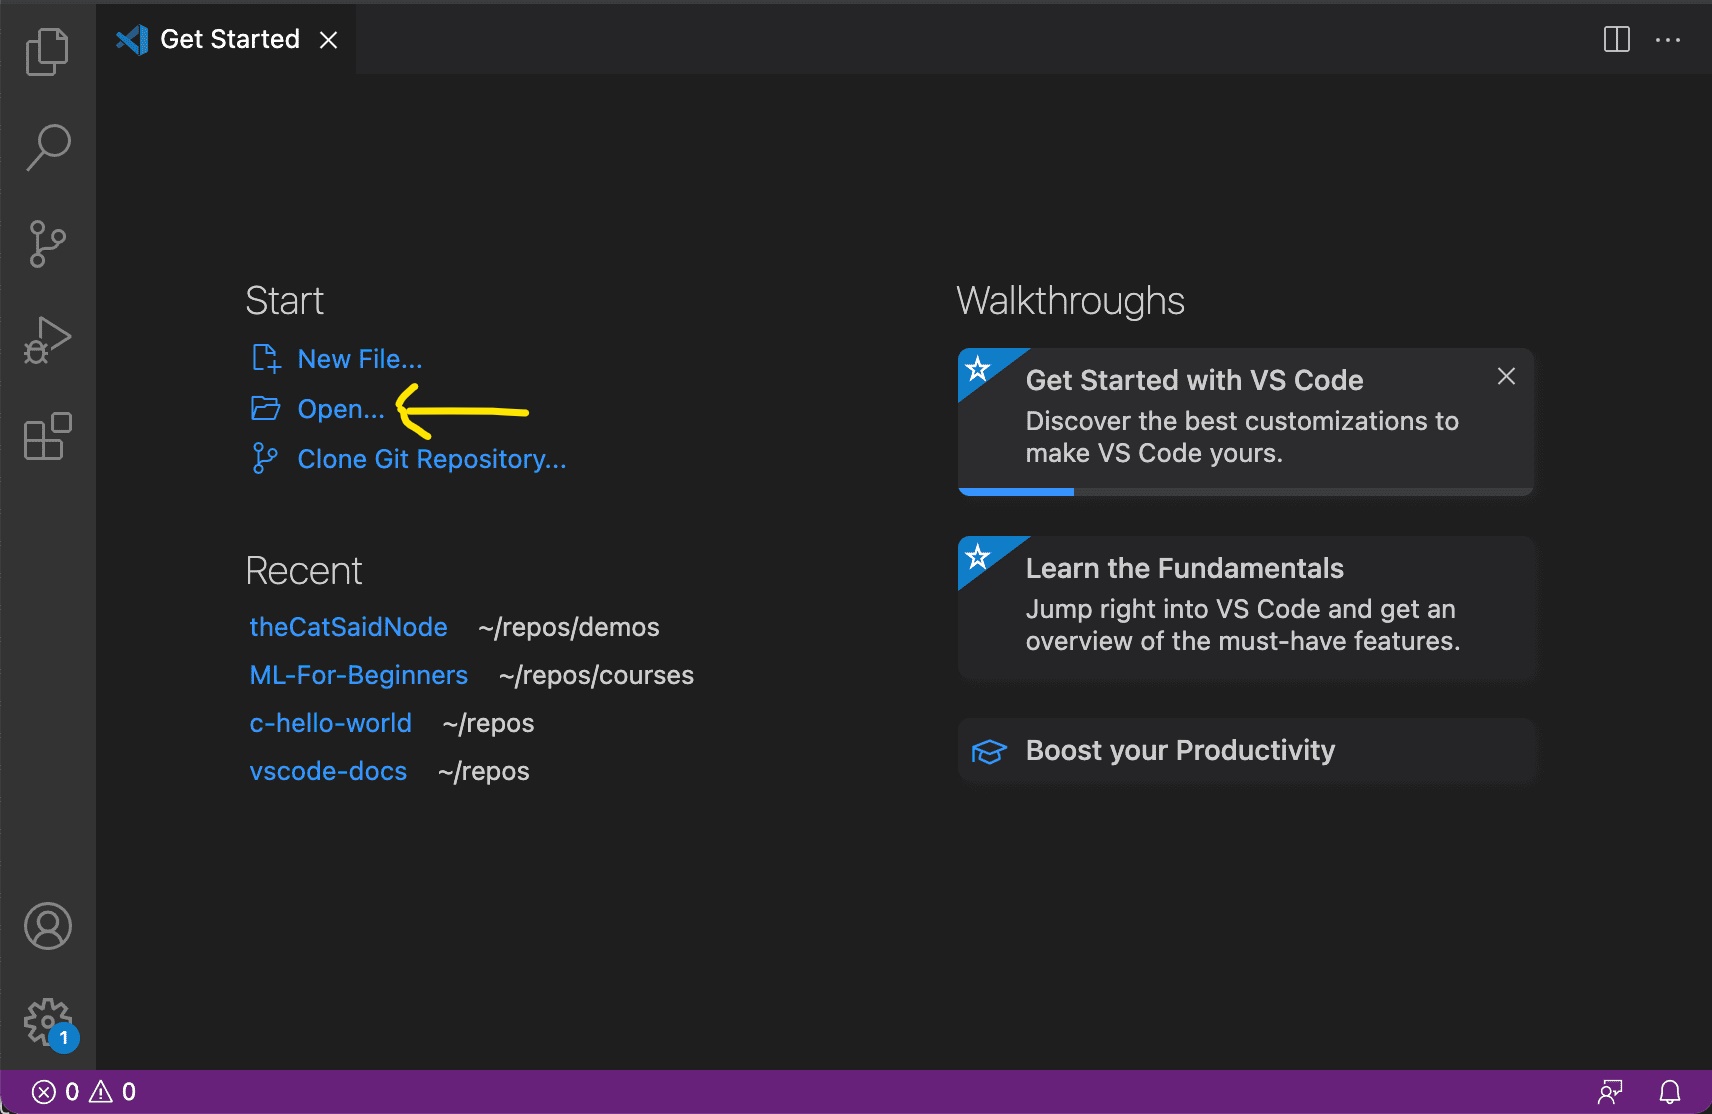 Get Started
Start
New File...
Open...
Clone Git Repository...
Recent
theCatSaidNode ~/repos/demos
ML-For-Beginners ~/repos/courses
c-hello-world ~/repos
vscode-docs ~/repos
Walkthroughs
Get Started with VS Code
Discover the best customizations to
make VS Code yours.
Learn the Fundamentals
Jump right into VS Code and get an
overview of the must-have features.
Boost your Productivity
1
0 0